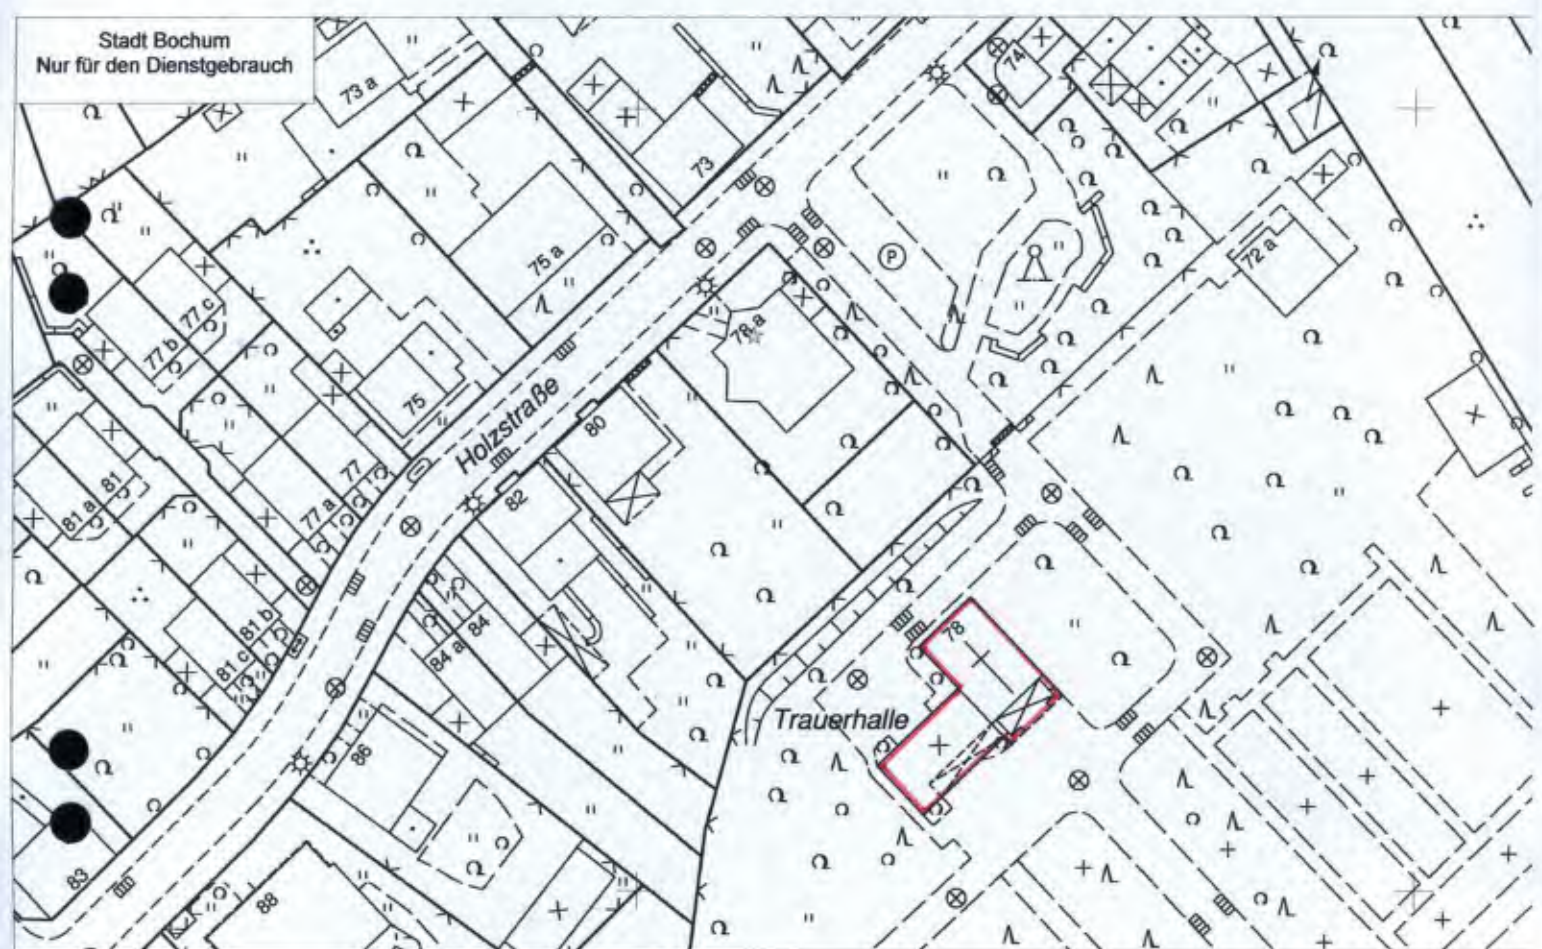 Stadt Bochum
Nur für den Dienstgebrauch
73 a
73
74
75 a
72 a
P
77 c
77 b
78 a
75
Holzstraße
80
77
77 a
82
81
81 a
84
84 a
81 b
81 c
78
Trauerhalle
86
83
88